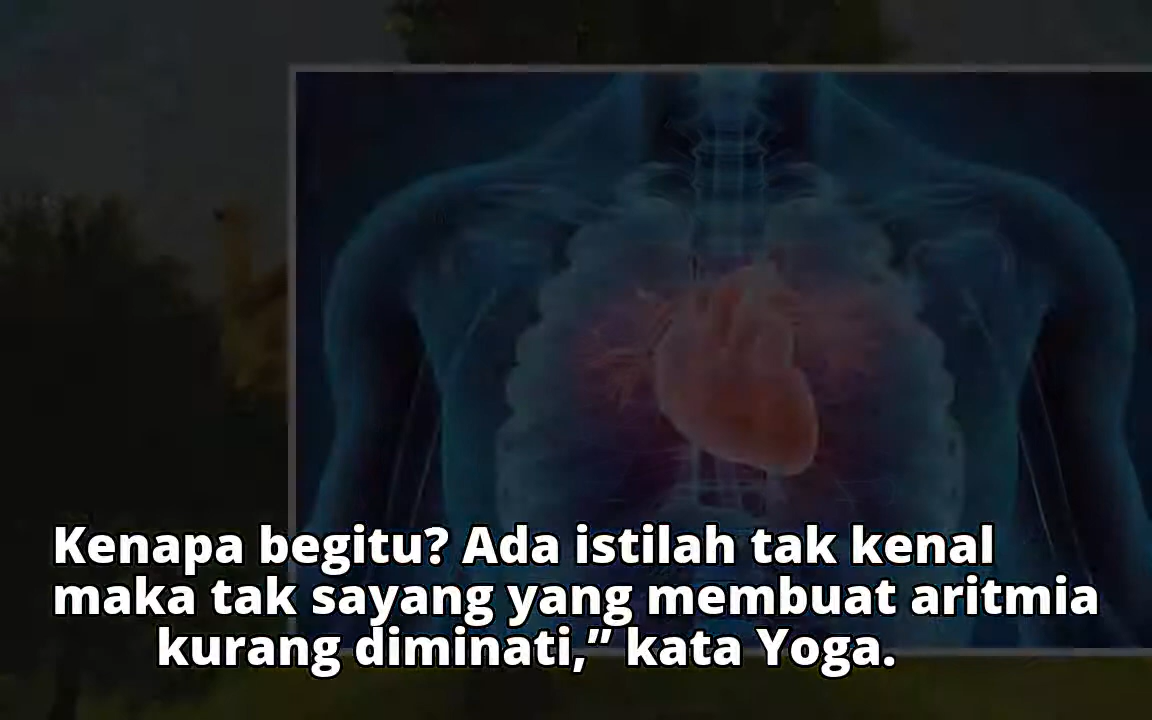 Kenapa begitu? Ada istilah tak kenal
maka tak sayang yang membuat aritmia
kurang diminati,” kata Yoga.